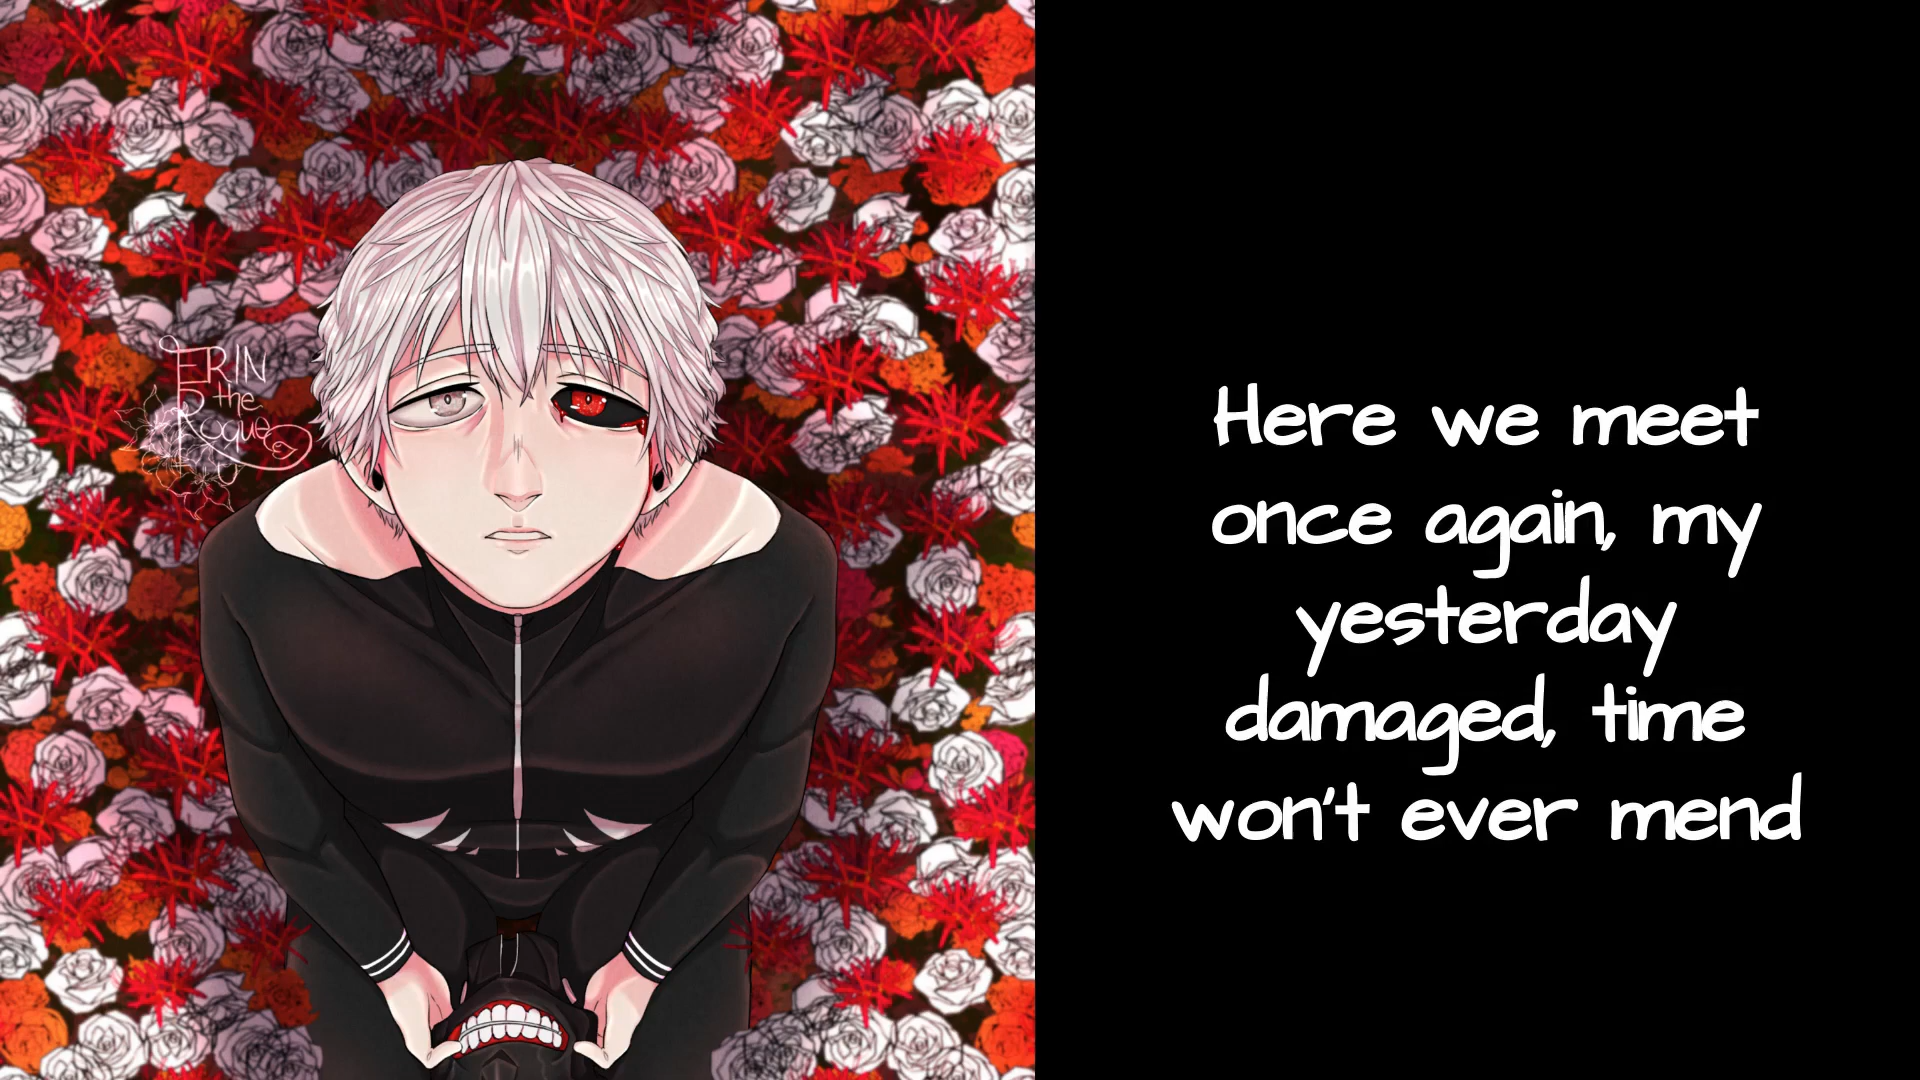 ERIN
the
Rogue
Here we meet
once again, my
yesterday
damaged, time
won't ever mend